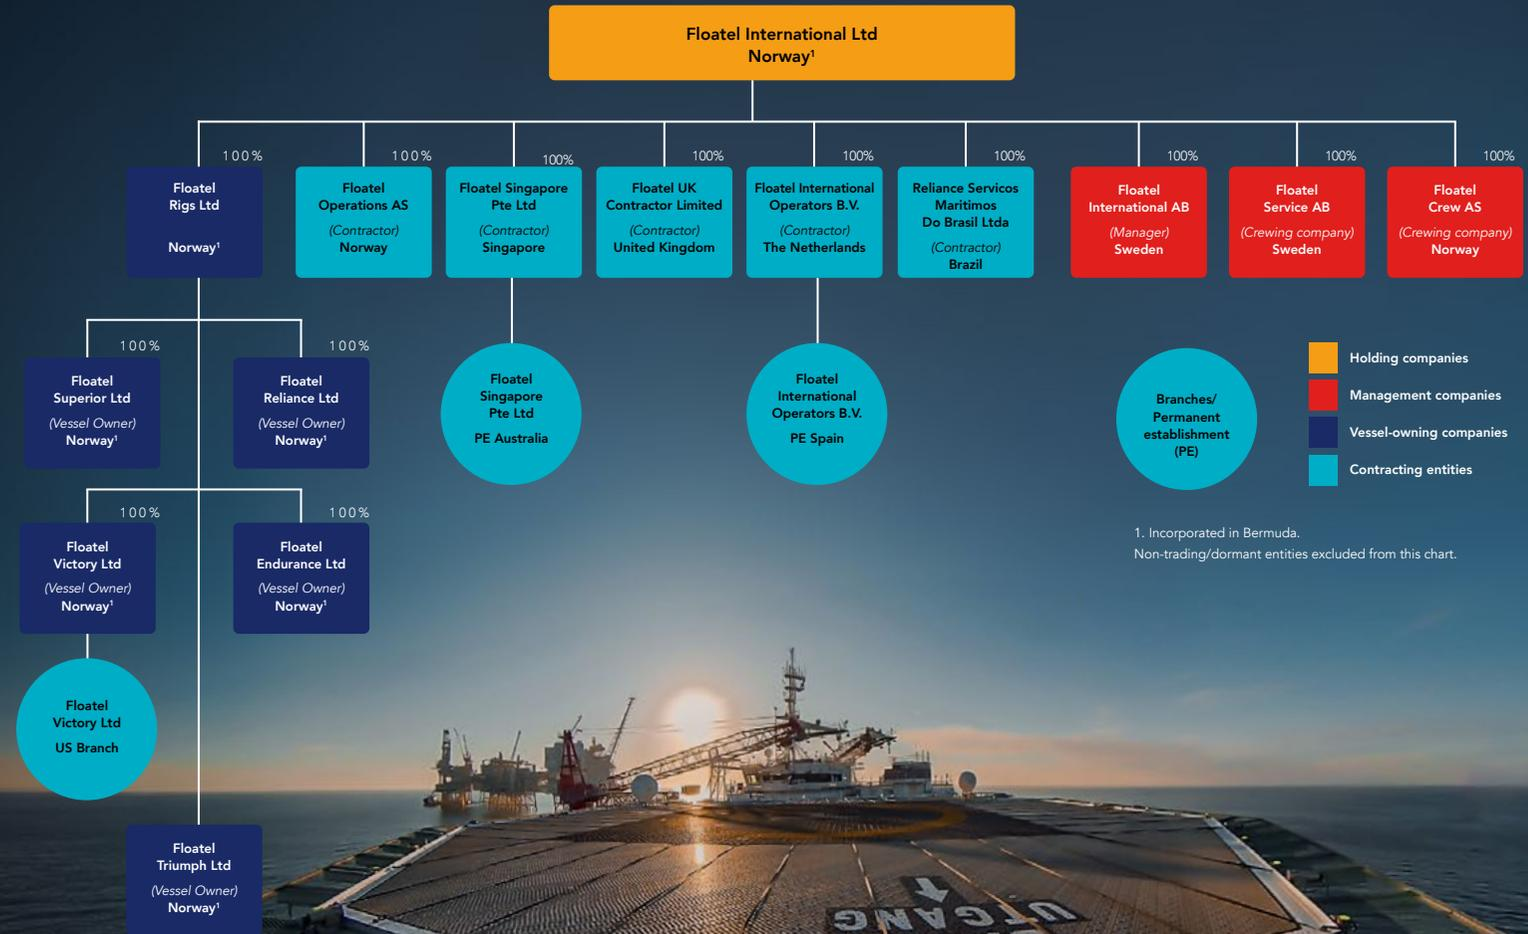 Floatel International Ltd
Norway¹
100%
100%
100%
100%
100%
100%
100%
100%
100%
Floatel
Rigs Ltd
Norway¹
Floatel
Operations AS
(Contractor)
Norway
Floatel Singapore
Pte Ltd
(Contractor)
Singapore
Floatel UK
Contractor Limited
(Contractor)
United Kingdom
Floatel International
Operators B.V.
(Contractor)
The Netherlands
Reliance Servicos
Maritimos
Do Brasil Ltda
(Contractor)
Brazil
Floatel
International AB
(Manager)
Sweden
Floatel
Service AB
(Crewing company)
Sweden
Floatel
Crew AS
(Crewing company)
Norway
100%
100%
Floatel
Superior Ltd
(Vessel Owner)
Norway¹
Floatel
Reliance Ltd
(Vessel Owner)
Norway¹
Floatel
Singapore
Pte Ltd
PE Australia
Floatel
International
Operators B.V.
PE Spain
Branches/
Permanent
establishment
(PE)
Holding companies
Management companies
Vessel-owning companies
Contracting entities
100%
100%
Floatel
Victory Ltd
(Vessel Owner)
Norway¹
Floatel
Endurance Ltd
(Vessel Owner)
Norway¹
1. Incorporated in Bermuda.
Non-trading/dormant entities excluded from this chart.
Floatel
Victory Ltd
US Branch
Floatel
Triumph Ltd
(Vessel Owner)
Norway¹
UTGANG